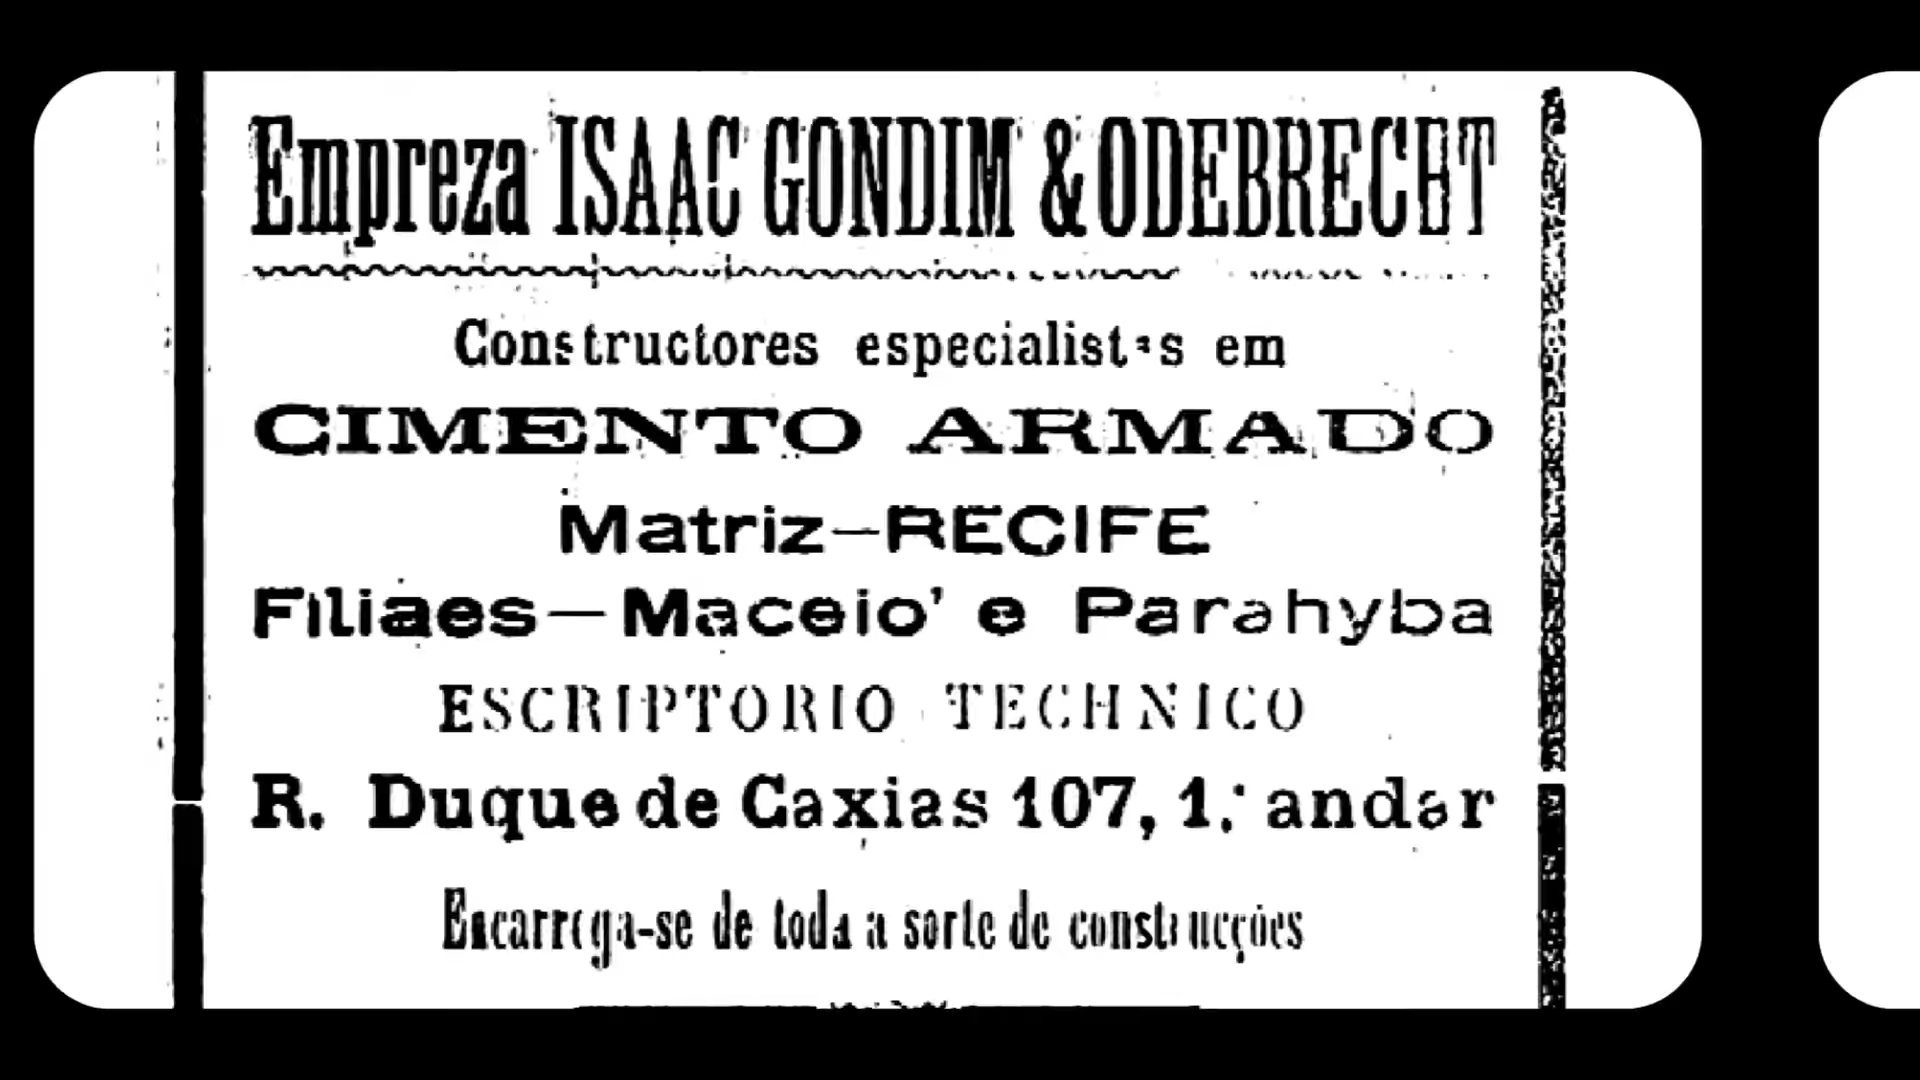 Empreza ISAAC GONDIM & ODEBRECHT
Constructores especialistas em
CIMENTO ARMADO
Matriz—RECIFE
Filiaes—Maceio' e Parahyba
ESCRIPTORIO TECHNICO
R. Duque de Caxias 107, 1.º andar
Encarrega-se de toda a sorte de construcções